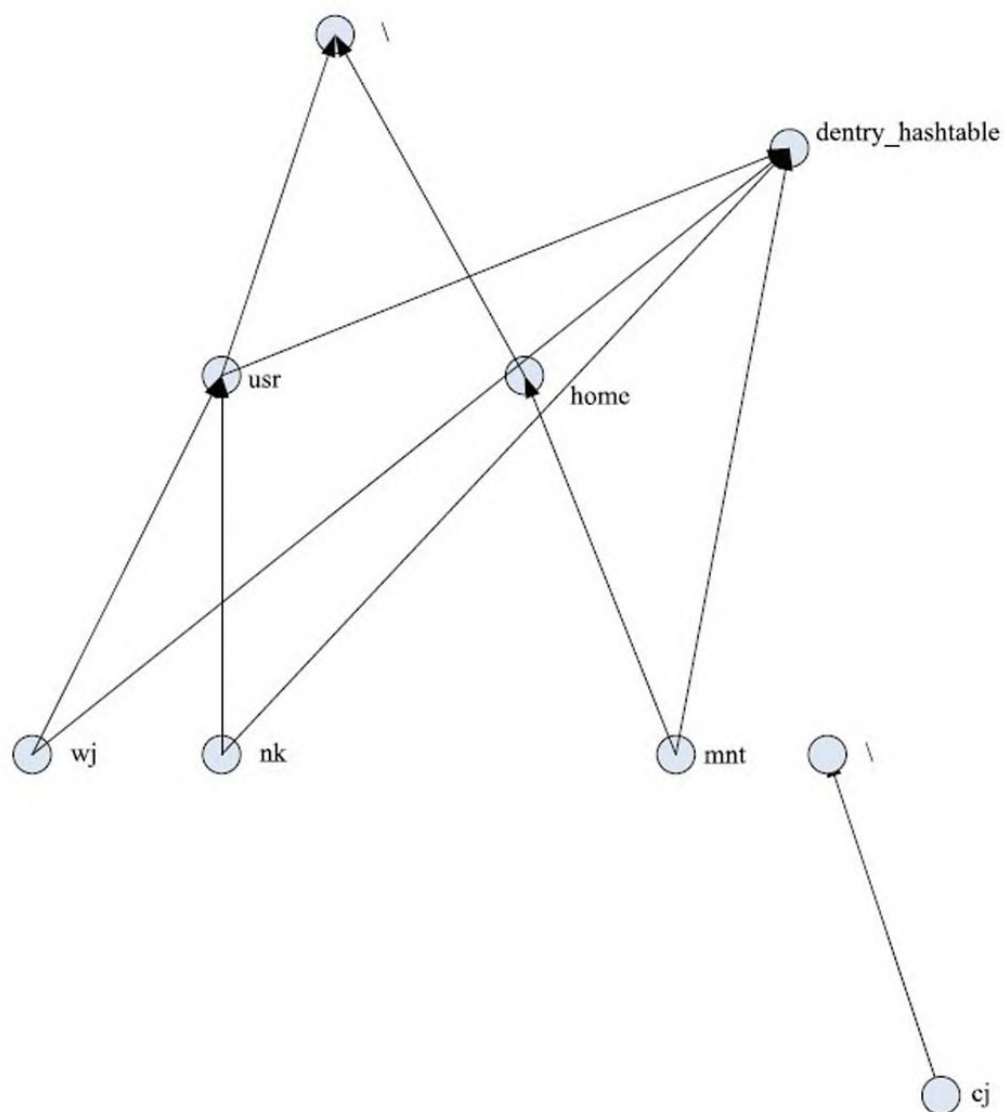 \
dentry_hashtable
usr
home
wj
nk
mnt
\
cj